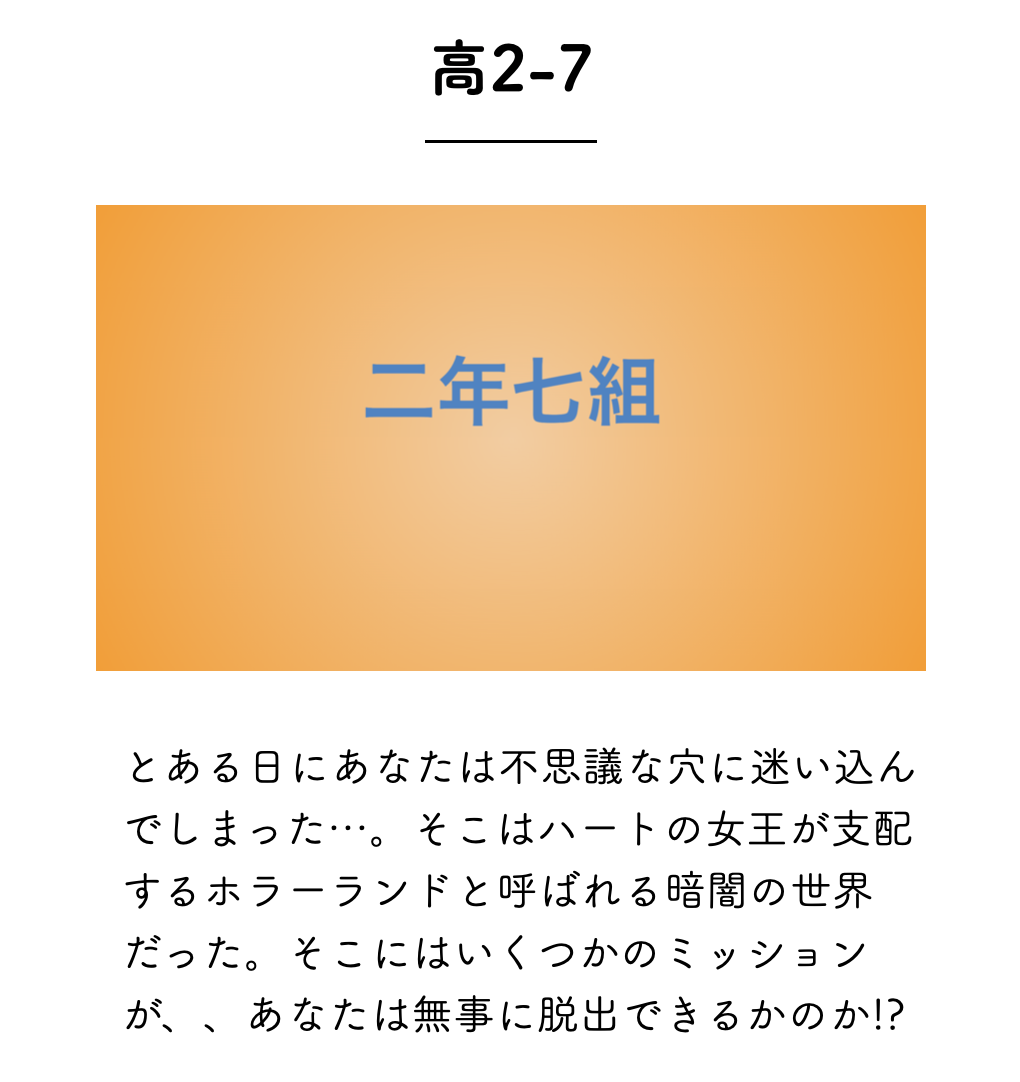 高2-7
二年七組
とある日にあなたは不思議な穴に迷い込ん
でしまった…。そこはハートの女王が支配
するホラーランドと呼ばれる暗闇の世界
だった。そこにはいくつかのミッション
が、、あなたは無事に脱出できるかのか!?